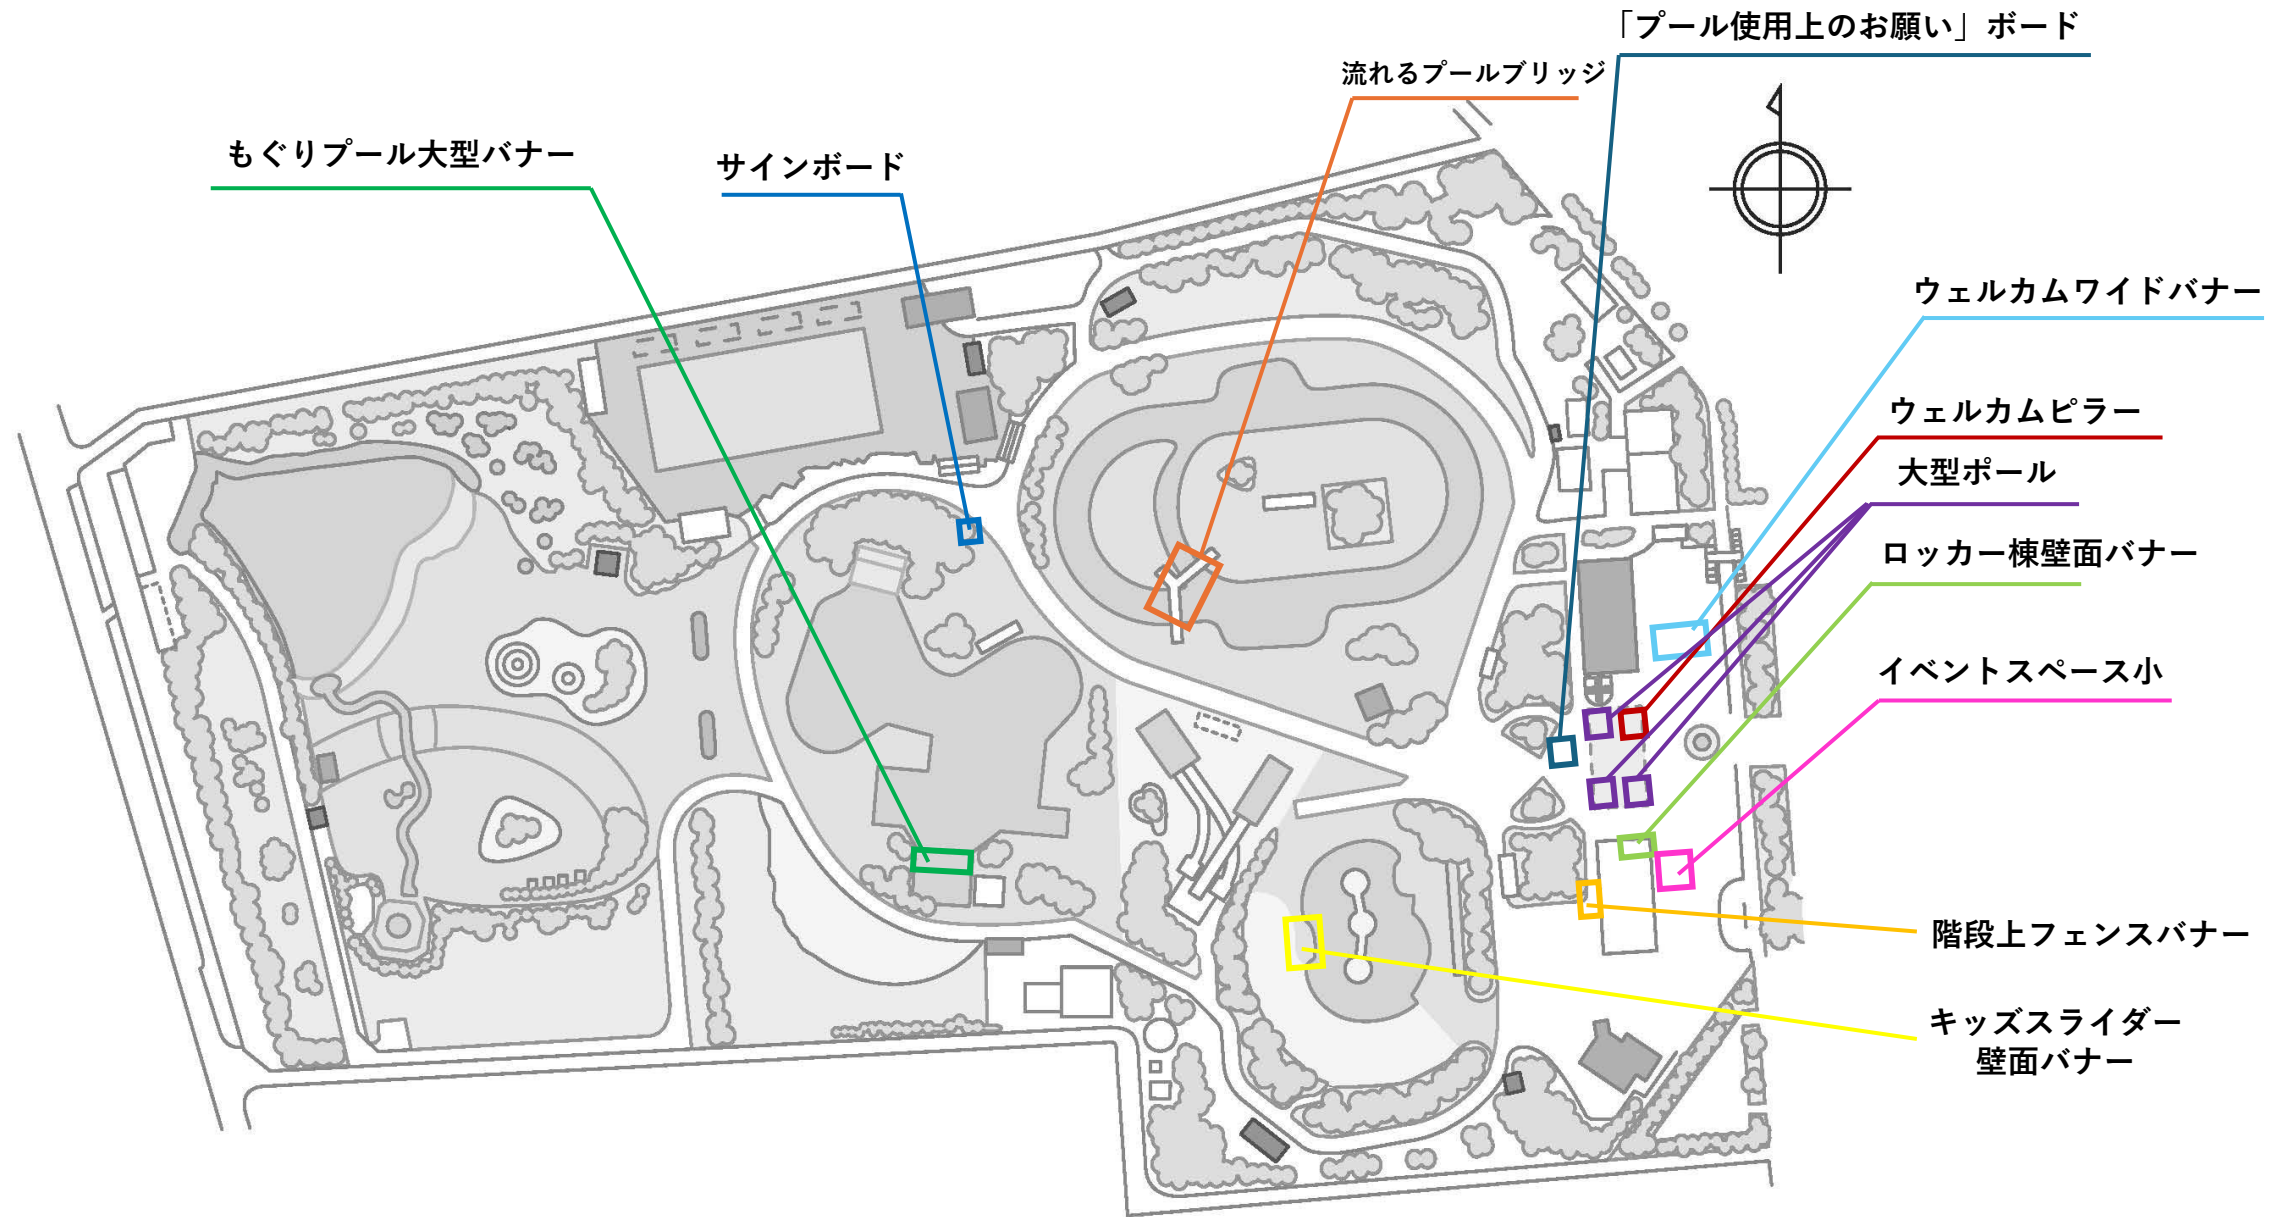 「プール使用上のお願い」ボード
流れるプールブリッジ
もぐりプール大型バナー
サインボード
ウェルカムワイドバナー
ウェルカムピラー
大型ポール
ロッカー棟壁面バナー
イベントスペース小
階段上フェンスバナー
キッズスライダー
壁面バナー